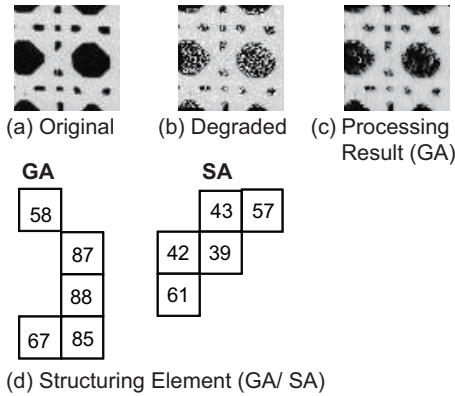 (a) Original (b) Degraded (c) Processing
Result (GA)
GA SA
58 43 57
87 42 39
88 61
67 85
(d) Structuring Element (GA/ SA)